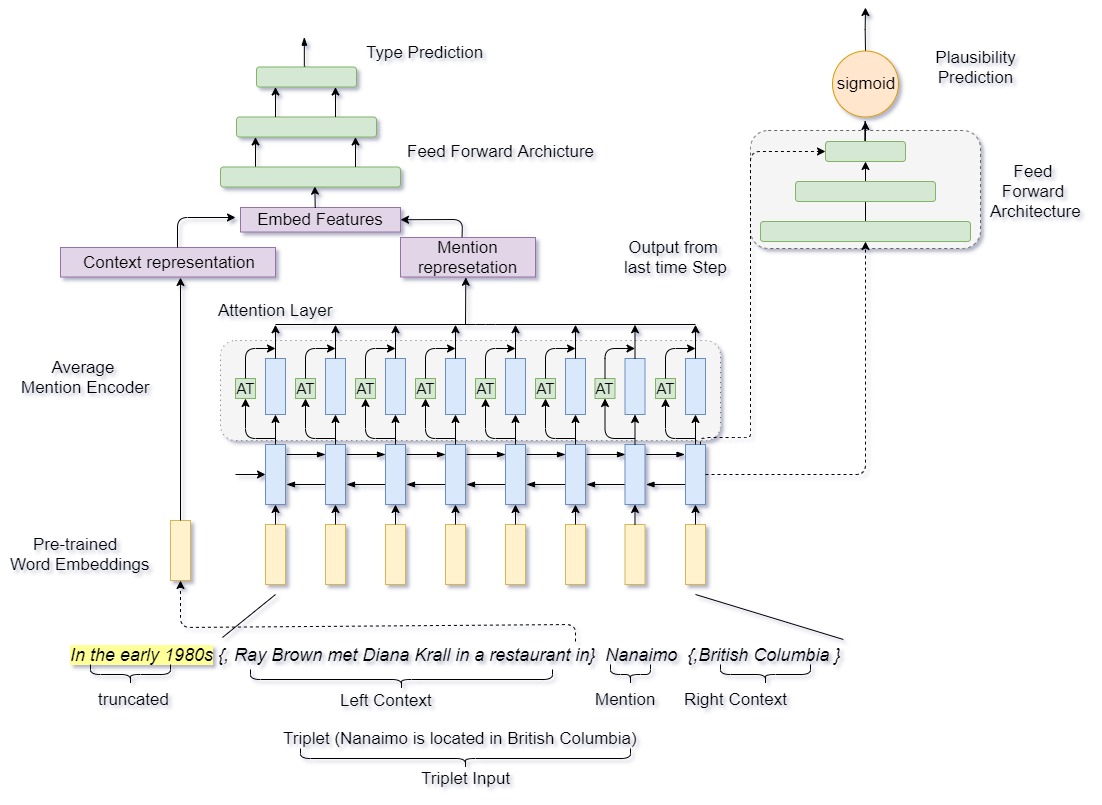 Type Prediction
sigmoid
Plausibility
Prediction
Feed Forward Archicture
Feed
Forward
Architecture
Embed Features
Context representation
Mention
represetation
Output from
last time Step
Attention Layer
Average
Mention Encoder
AT AT AT AT AT AT AT AT
Pre-trained
Word Embeddings
In the early 1980s {, Ray Brown met Diana Krall in a restaurant in} Nanaimo {,British Columbia }
truncated
Left Context
Mention
Right Context
Triplet (Nanaimo is located in British Columbia)
Triplet Input